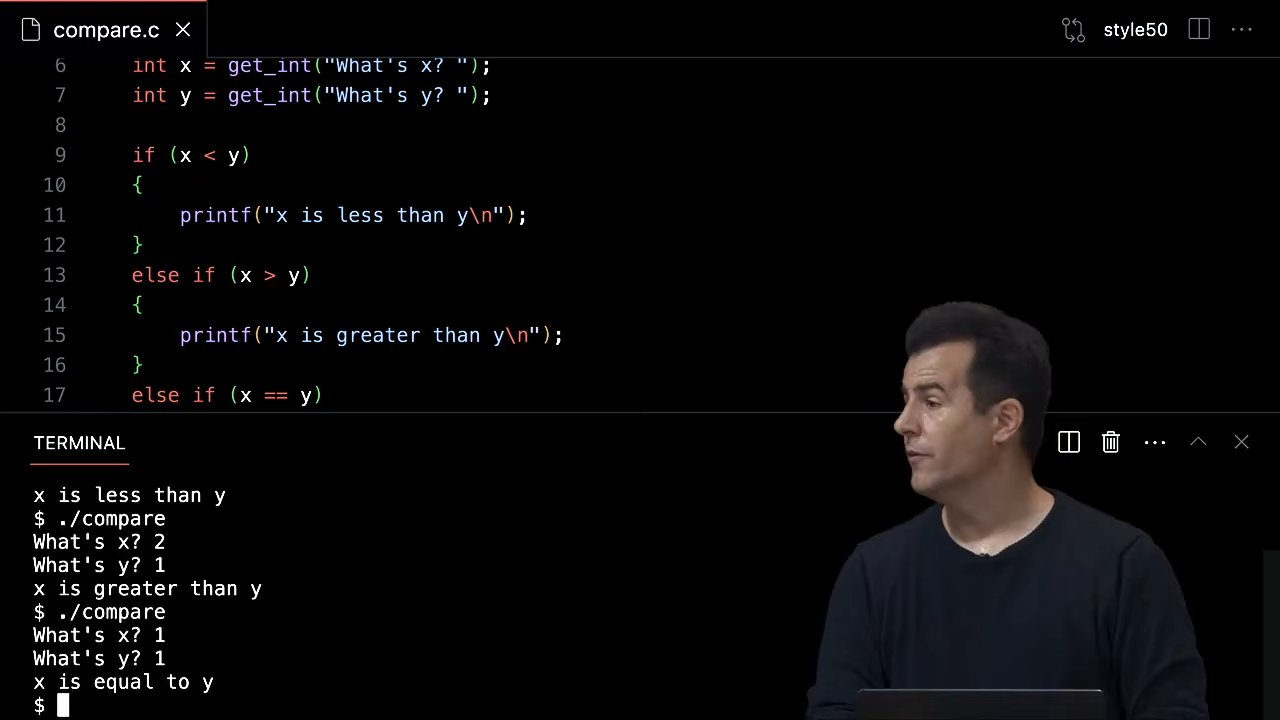 compare.c
style50
6 int x = get_int("What's x? ");
7 int y = get_int("What's y? ");
8
9 if (x < y)
10 {
11 printf("x is less than y\n");
12 }
13 else if (x > y)
14 {
15 printf("x is greater than y\n");
16 }
17 else if (x == y)
TERMINAL
x is less than y
$ ./compare
What's x? 2
What's y? 1
x is greater than y
$ ./compare
What's x? 1
What's y? 1
x is equal to y
$